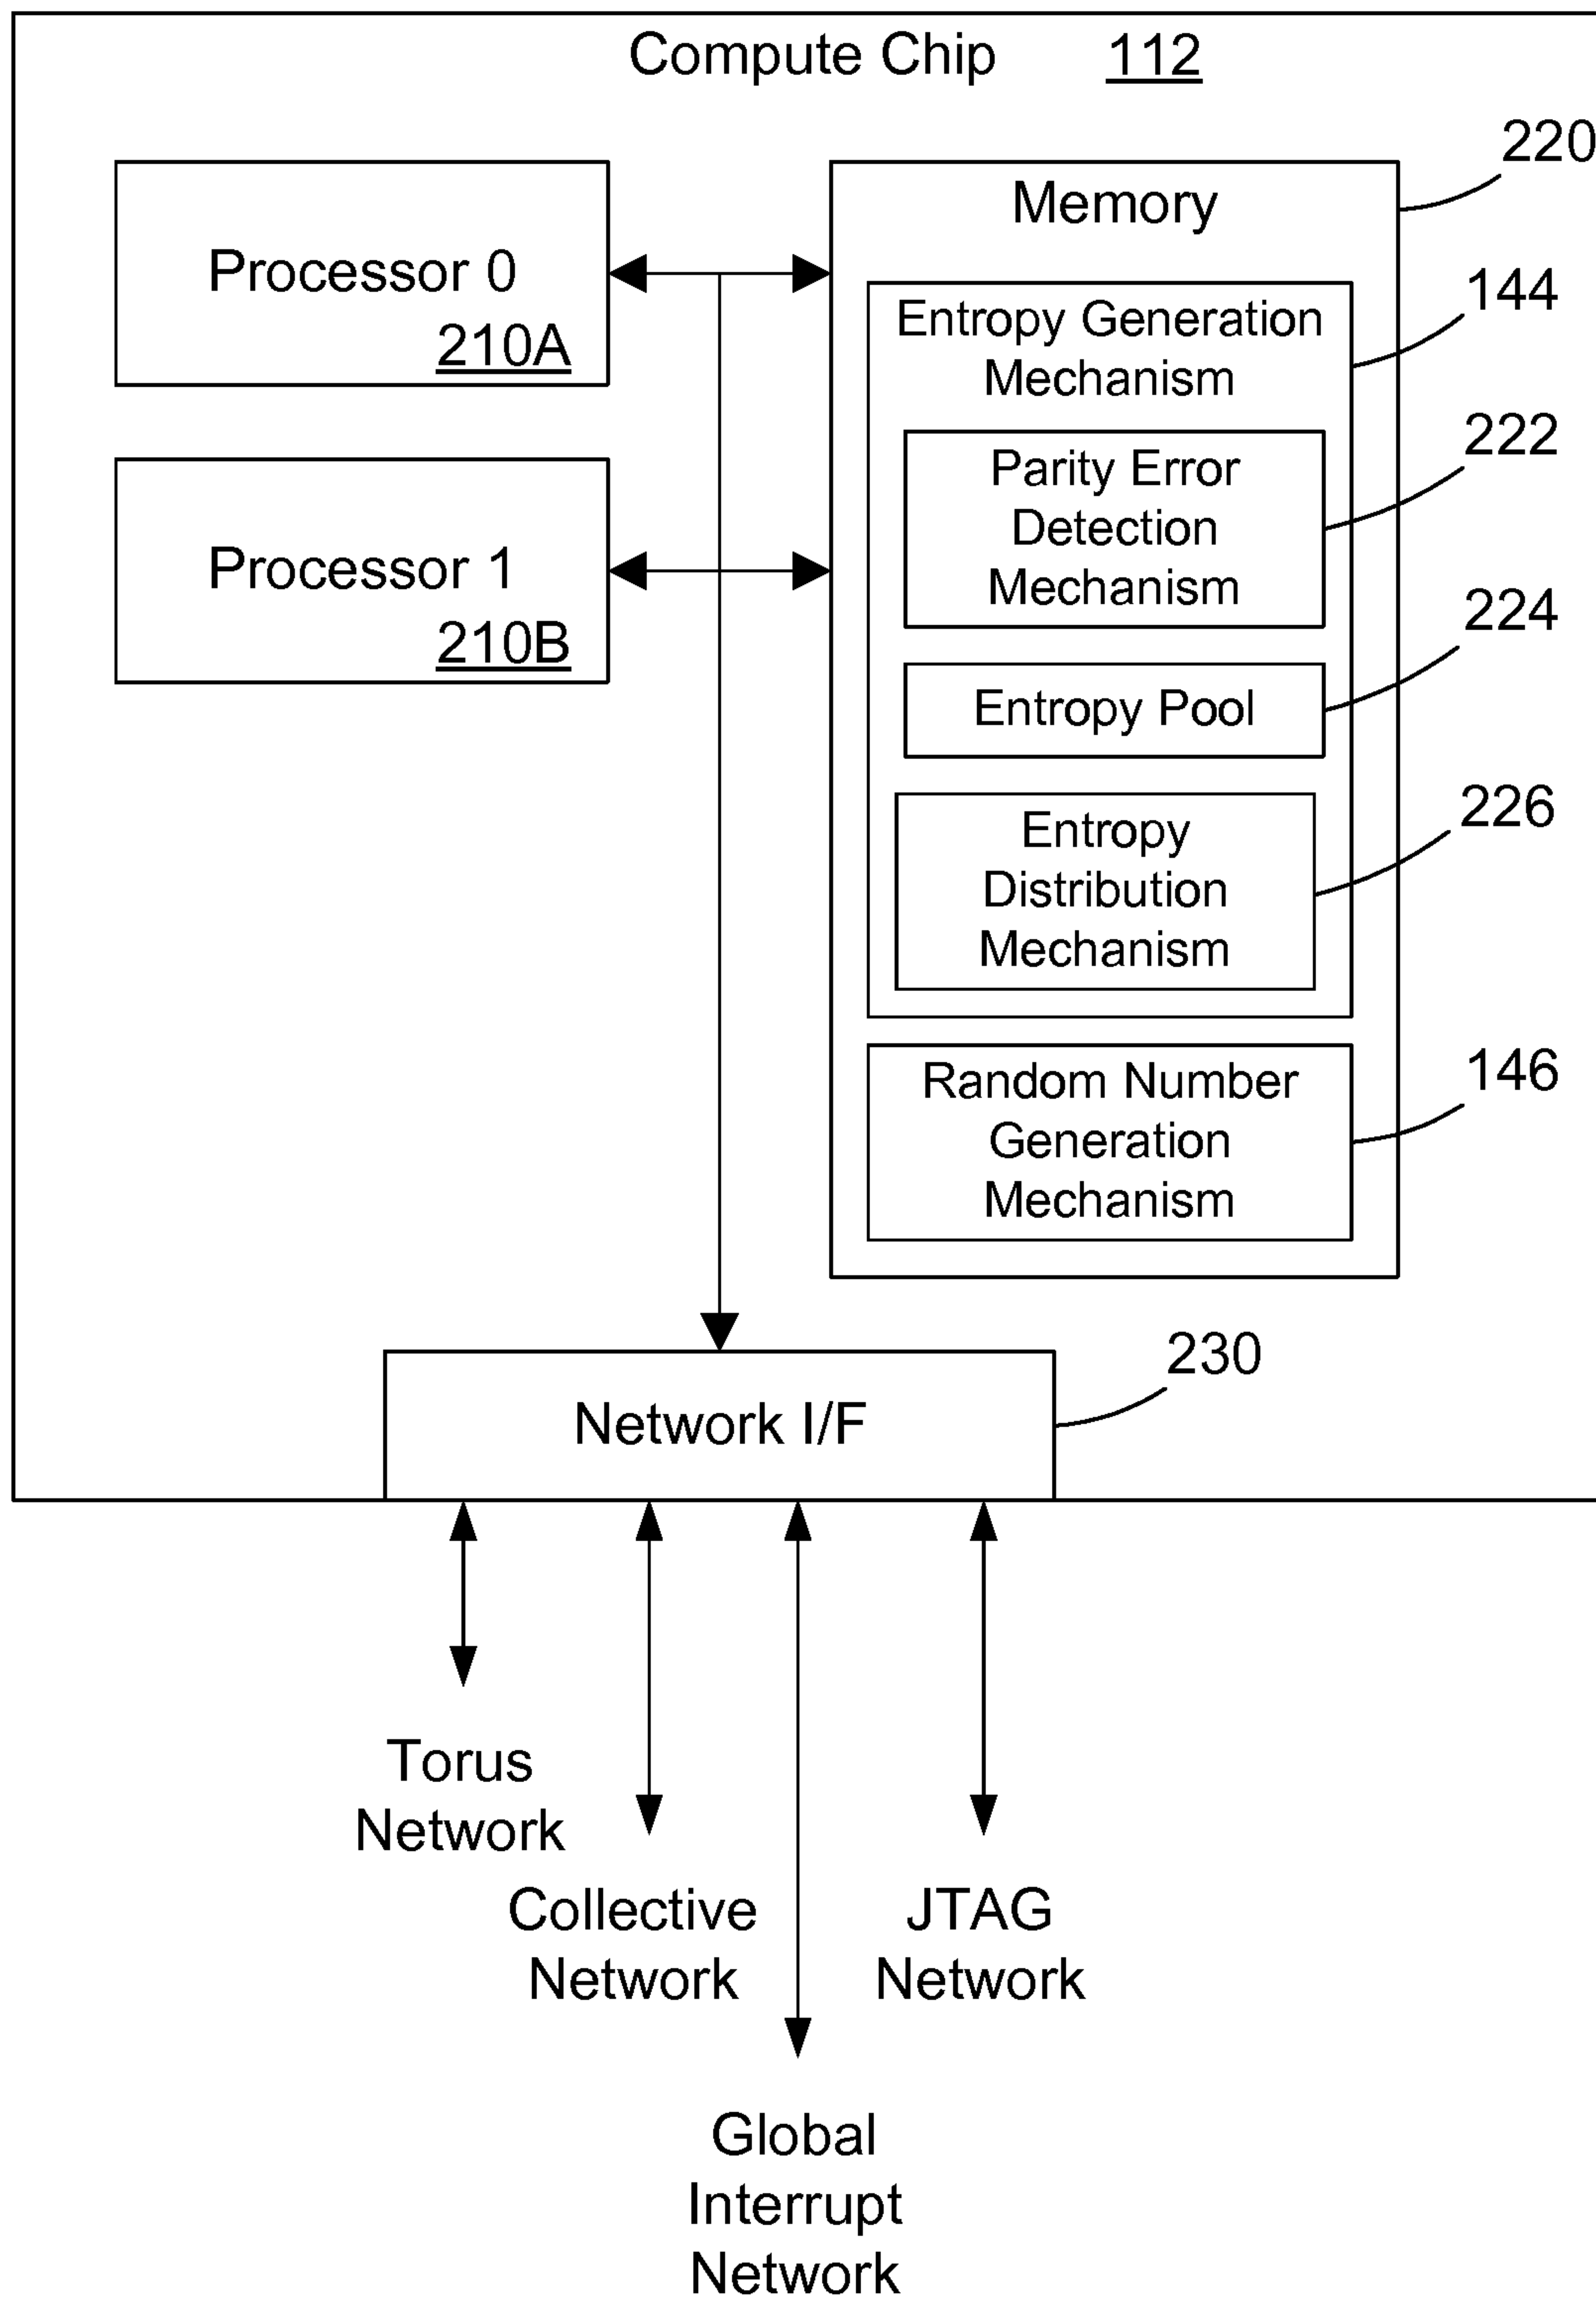 Compute Chip 112
220
Processor 0
210A
Processor 1
210B
Memory
Entropy Generation
Mechanism
144
Parity Error
Detection
Mechanism
222
Entropy Pool
224
Entropy
Distribution
Mechanism
226
Random Number
Generation
Mechanism
146
Network I/F
230
Torus
Network
Collective
Network
JTAG
Network
Global
Interrupt
Network